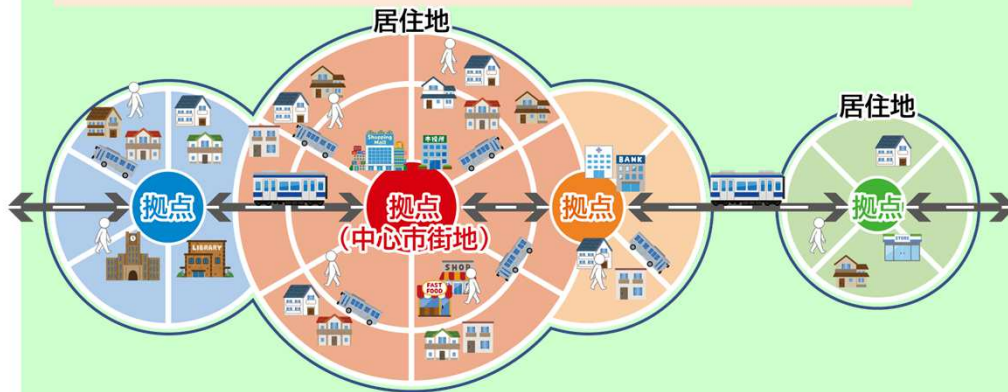 居住地
居住地
Shopping
Mall
市役所
BANK
拠点
拠点
(中心市街地)
拠点
拠点
LIBRARY
SHOP
FAST
FOOD
STORE